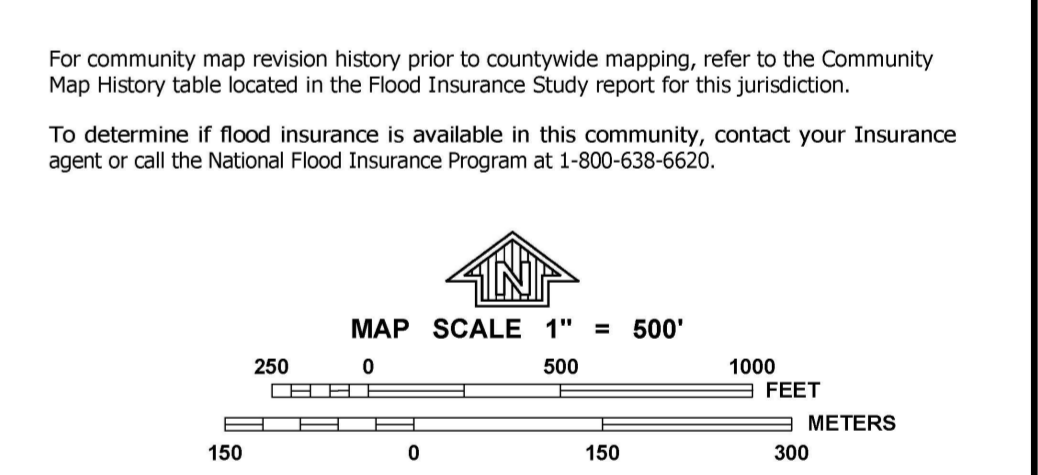 For community map revision history prior to countywide mapping, refer to the Community
Map History table located in the Flood Insurance Study report for this jurisdiction.
To determine if flood insurance is available in this community, contact your Insurance
agent or call the National Flood Insurance Program at 1-800-638-6620.
N
MAP SCALE 1" = 500'
250 0 500 1000
FEET
METERS
150 0 150 300